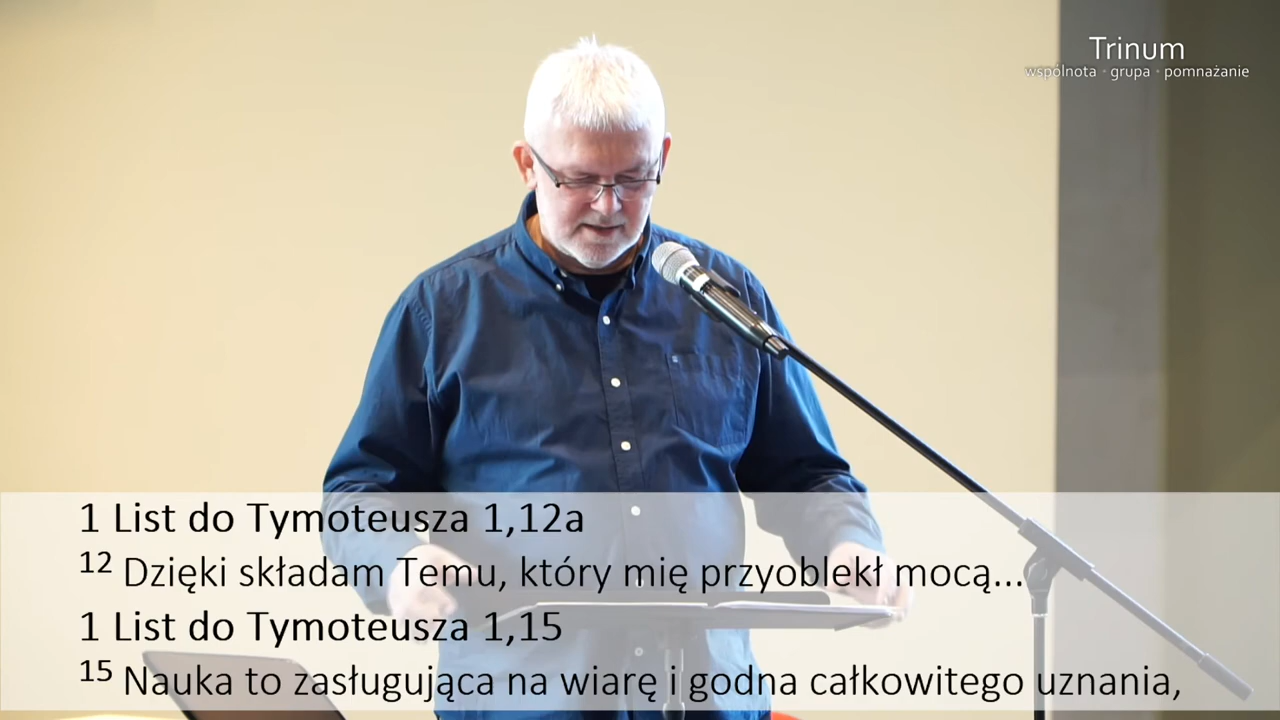 Trinum
wspólnota · grupa · pomnażanie
1 List do Tymoteusza 1,12a
12 Dzięki składam Temu, który mię przyoblekł mocą...
1 List do Tymoteusza 1,15
15 Nauka to zasługująca na wiarę i godna całkowitego uznania,